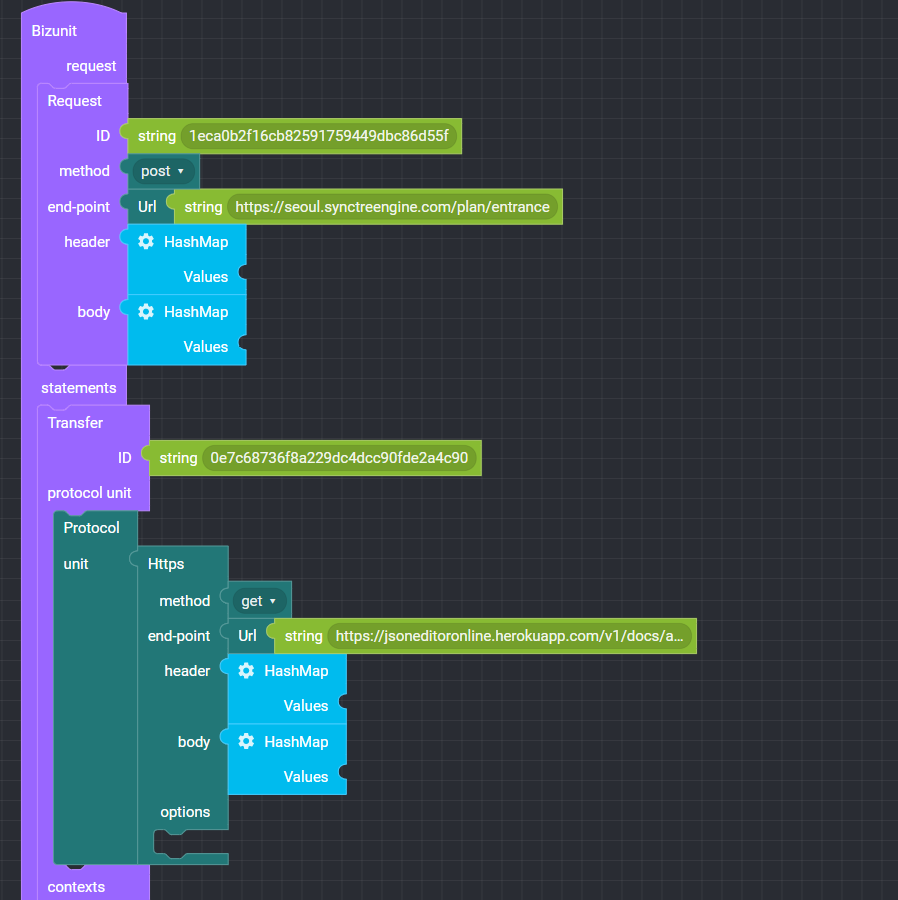 Bizunit
request
Request
ID string 1eca0b2f16cb82591759449dbc86d55f
method post
end-point Url string https://seoul.synctreengine.com/plan/entrance
header HashMap
Values
body HashMap
Values
statements
Transfer
ID string 0e7c68736f8a229dc4dcc90fde2a4c90
protocol unit
Protocol
unit Https
method get
end-point Url string https://jsoneditoronline.herokuapp.com/v1/docs/a...
header HashMap
Values
body HashMap
Values
options
contexts